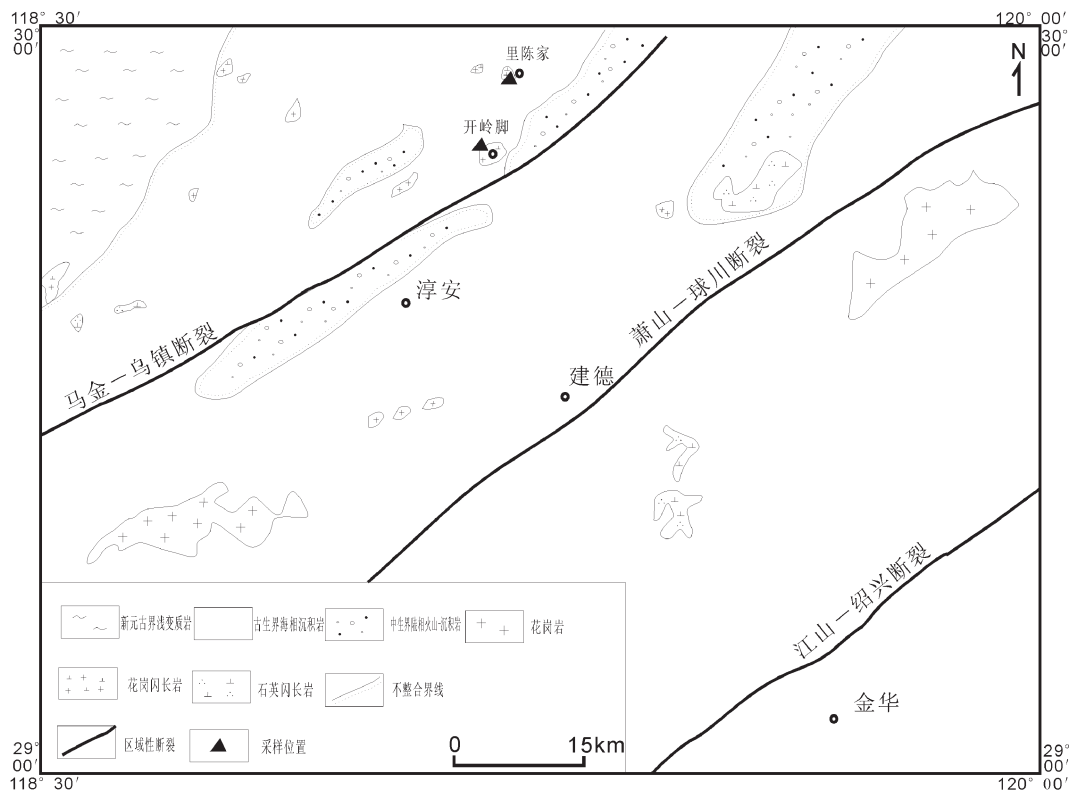 118° 30′
120° 00′
30°
00′
30°
00′
N
里陈家
开岭脚
淳安
马金－乌镇断裂
萧山－球川断裂
建德
江山－绍兴断裂
金华
新元古界浅变质岩
古生界海相沉积岩
中生界陆相火山-沉积岩
花岗岩
花岗闪长岩
石英闪长岩
不整合界线
区域性断裂
采样位置
0
15km
29°
00′
29°
00′
118° 30′
120° 00′